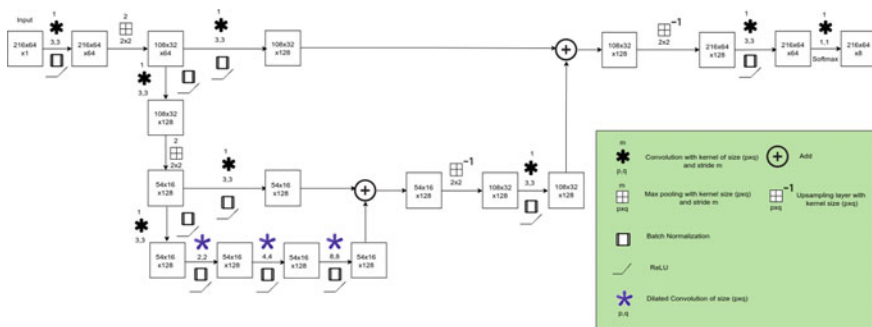 Input
1
3,3
2
2x2
1
3,3
216x64
x1
216x64
x64
108x32
x64
108x32
x128
1
3,3
108x32
x128
2
2x2
54x16
x128
1
3,3
54x16
x128
1
3,3
54x16
x128
2,2
54x16
x128
4,4
54x16
x128
8,8
54x16
x128
54x16
x128
-1
2x2
108x32
x128
1
3,3
108x32
x128
108x32
x128
-1
2x2
216x64
x128
1
3,3
216x64
x64
1
1,1
Softmax
216x64
x8
m
p,q
Convolution with kernel of size (pxq)
and stride m
Add
m
pxq
Max pooling with kernel size (pxq)
and stride m
-1
pxq
Upsampling layer with
kernel size (pxq)
Batch Normalization
ReLU
p,q
Dilated Convolution of size (pxq)